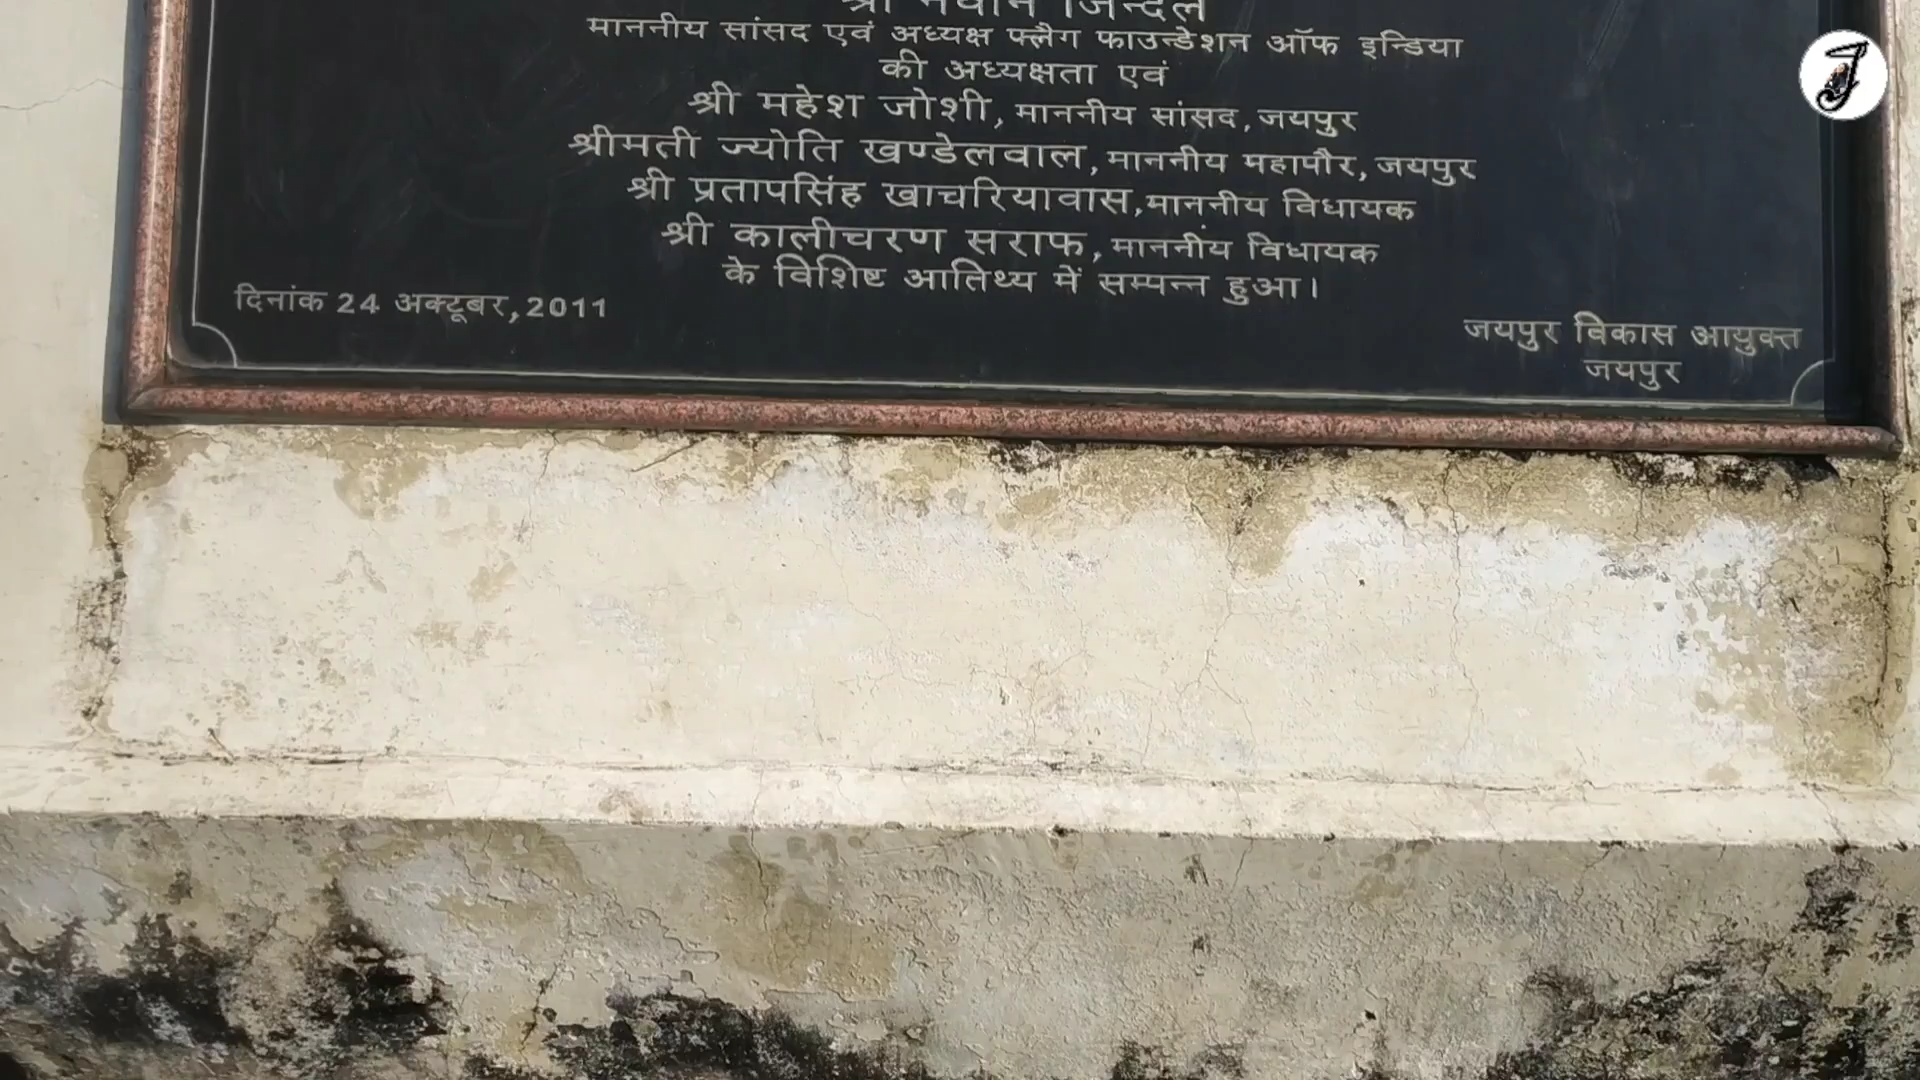 श्री नवीन जिन्दल
माननीय सांसद एवं अध्यक्ष फ्लैग फाउन्डेशन ऑफ इन्डिया
की अध्यक्षता एवं
श्री महेश जोशी, माननीय सांसद, जयपुर
श्रीमती ज्योति खण्डेलवाल, माननीय महापौर, जयपुर
श्री प्रतापसिंह खाचरियावास, माननीय विधायक
श्री कालीचरण सराफ, माननीय विधायक
के विशिष्ट आतिथ्य में सम्पन्न हुआ।
दिनांक 24 अक्टूबर, 2011
जयपुर विकास आयुक्त
जयपुर
J